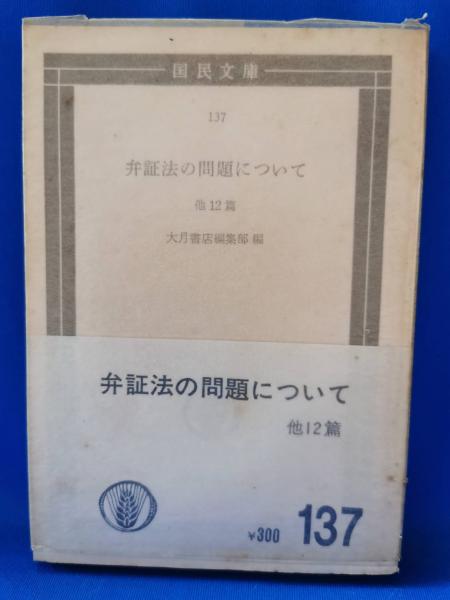 国民文庫
137
弁証法の問題について
他12篇
大月書店編集部 編
弁証法の問題について
他12篇
¥300 137